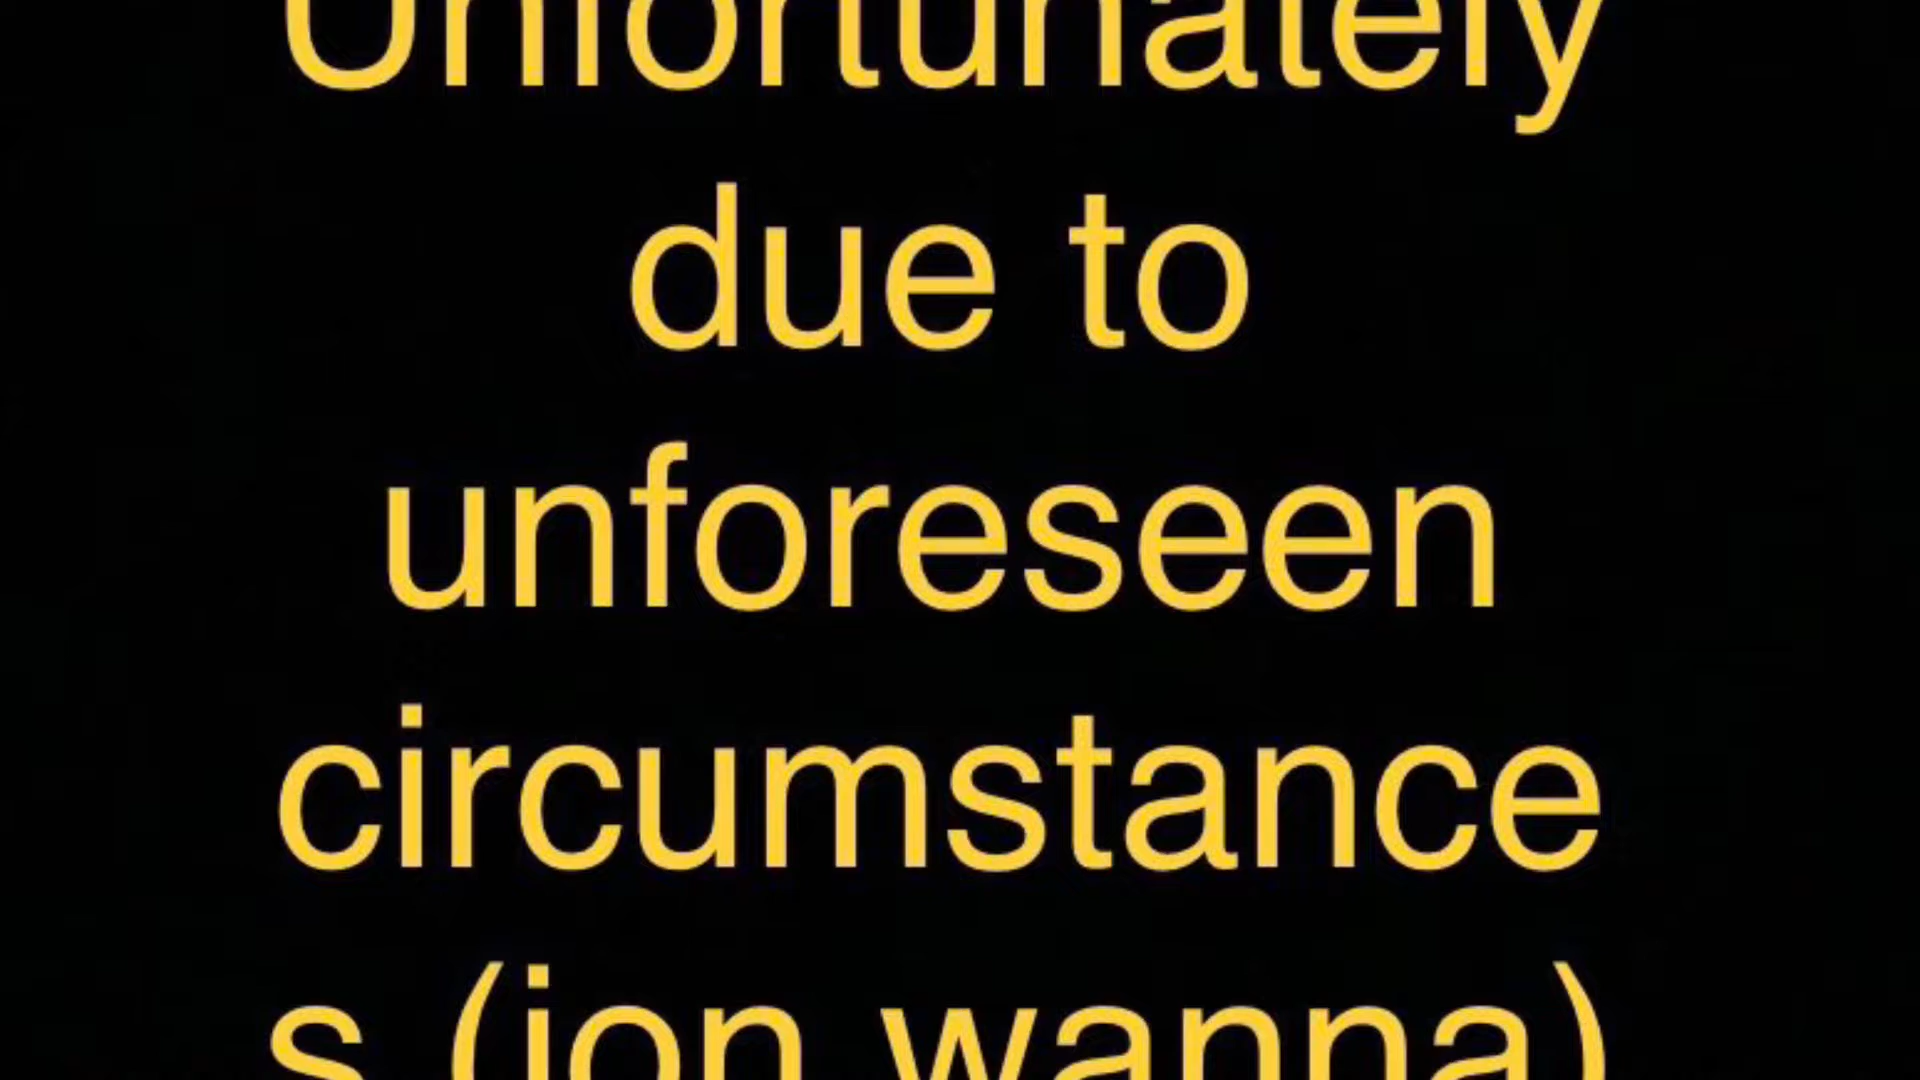 Unfortunately
due to
unforeseen
circumstance
s (ion wanna)